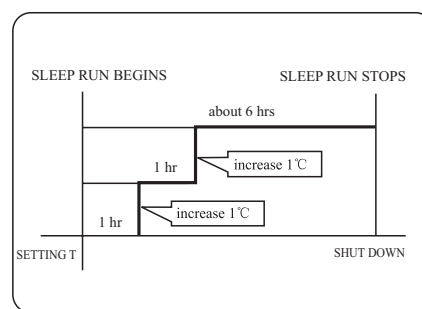 SLEEP RUN BEGINS
SLEEP RUN STOPS
about 6 hrs
1 hr
increase 1℃
1 hr
increase 1℃
SETTING T
SHUT DOWN